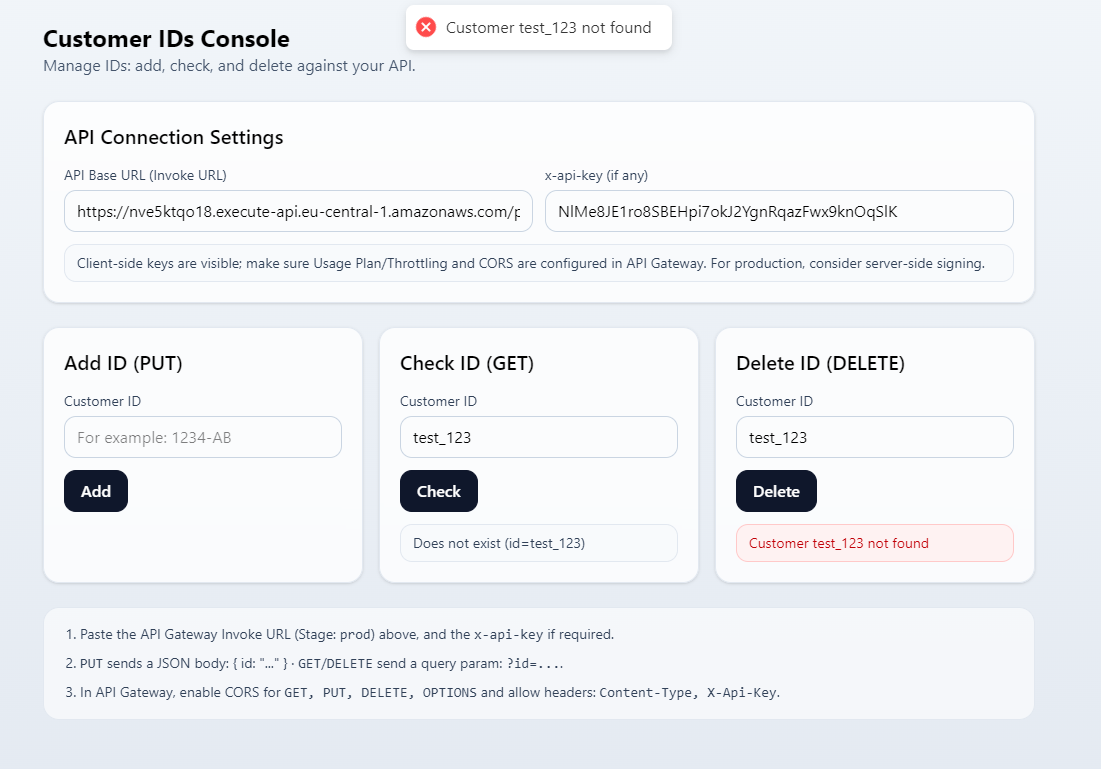 Customer test_123 not found
Customer IDs Console
Manage IDs: add, check, and delete against your API.
API Connection Settings
API Base URL (Invoke URL)
https://nve5ktqo18.execute-api.eu-central-1.amazonaws.com/p
x-api-key (if any)
NlMe8JE1ro8SBEHpi7okJ2YgnRqazFwx9knOqSlK
Client-side keys are visible; make sure Usage Plan/Throttling and CORS are configured in API Gateway. For production, consider server-side signing.
Add ID (PUT)
Customer ID
For example: 1234-AB
Add
Check ID (GET)
Customer ID
test_123
Check
Does not exist (id=test_123)
Delete ID (DELETE)
Customer ID
test_123
Delete
Customer test_123 not found
1. Paste the API Gateway Invoke URL (Stage: prod) above, and the x-api-key if required.
2. PUT sends a JSON body: { id: "..." } · GET/DELETE send a query param: ?id=....
3. In API Gateway, enable CORS for GET, PUT, DELETE, OPTIONS and allow headers: Content-Type, X-Api-Key.